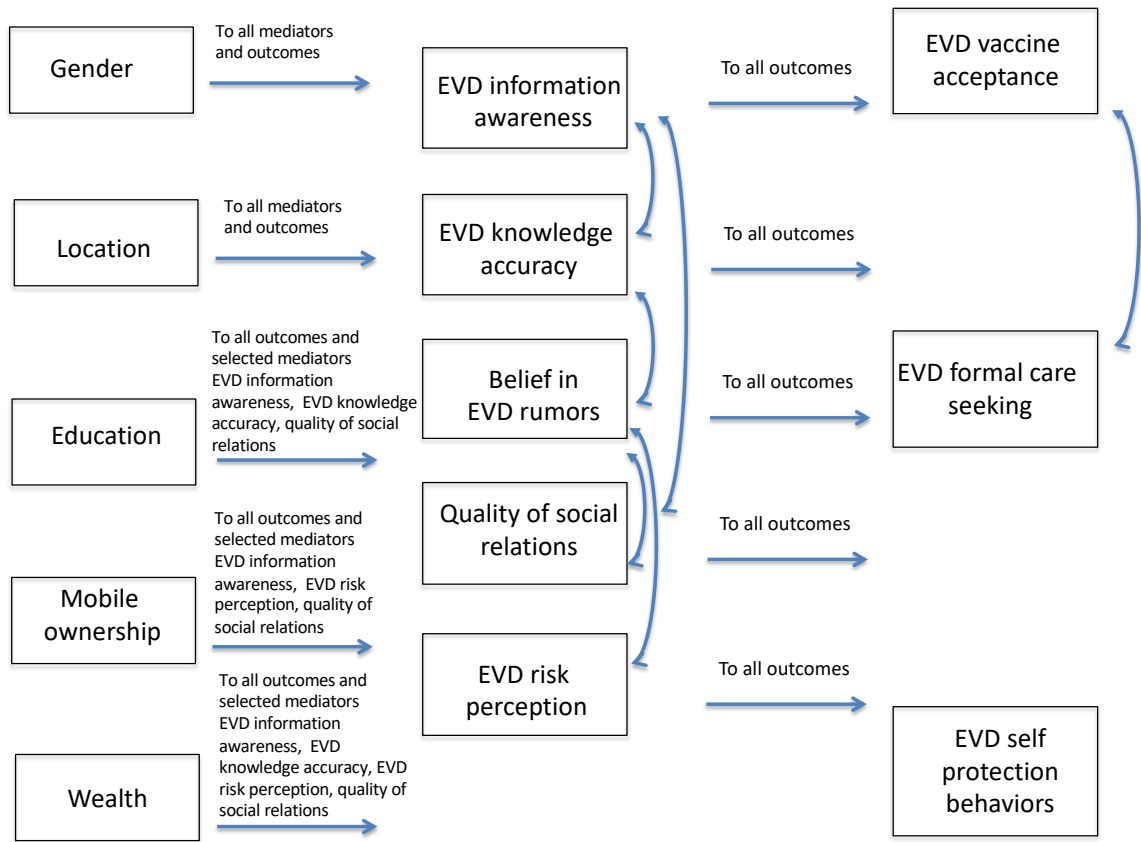 Gender
To all mediators
and outcomes
EVD information
awareness
To all outcomes
EVD vaccine
acceptance
Location
To all mediators
and outcomes
EVD knowledge
accuracy
To all outcomes
Education
To all outcomes and
selected mediators
EVD information
awareness, EVD knowledge
accuracy, quality of social
relations
Belief in
EVD rumors
To all outcomes
EVD formal care
seeking
Mobile
ownership
To all outcomes and
selected mediators
EVD information
awareness, EVD risk
perception, quality of
social relations
Quality of social
relations
To all outcomes
Wealth
To all outcomes and
selected mediators
EVD information
awareness, EVD
knowledge accuracy, EVD
risk perception, quality of
social relations
EVD risk
perception
To all outcomes
EVD self
protection
behaviors